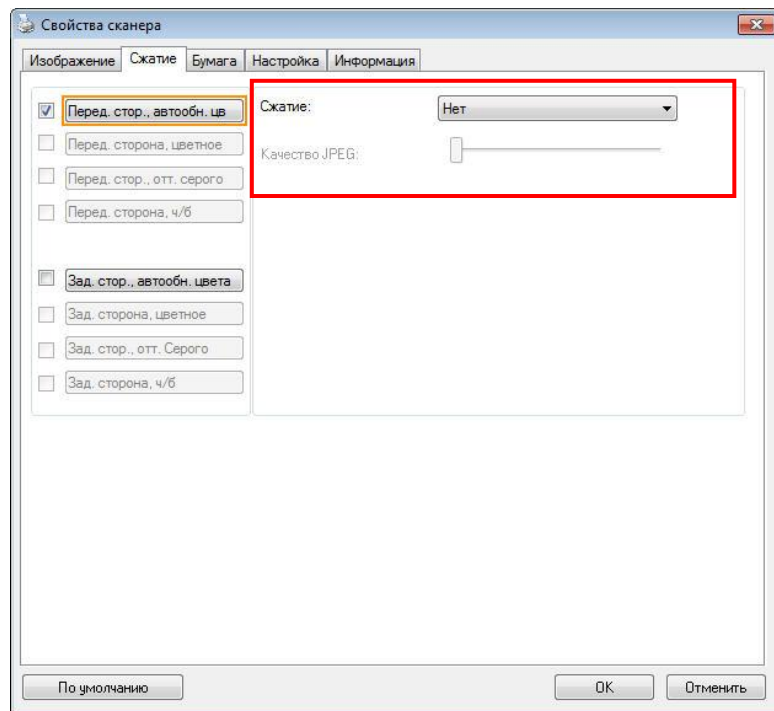 Свойства сканера
Изображение Сжатие Бумага Настройка Информация
Перед. стор., автообн. цв
Сжатие: Нет
Перед. сторона, цветное
Качество JPEG:
Перед. стор., отт. серого
Перед. сторона, ч/б
Зад. стор., автообн. цвета
Зад. сторона, цветное
Зад. стор., отт. Серого
Зад. сторона, ч/б
По умолчанию OK Отменить